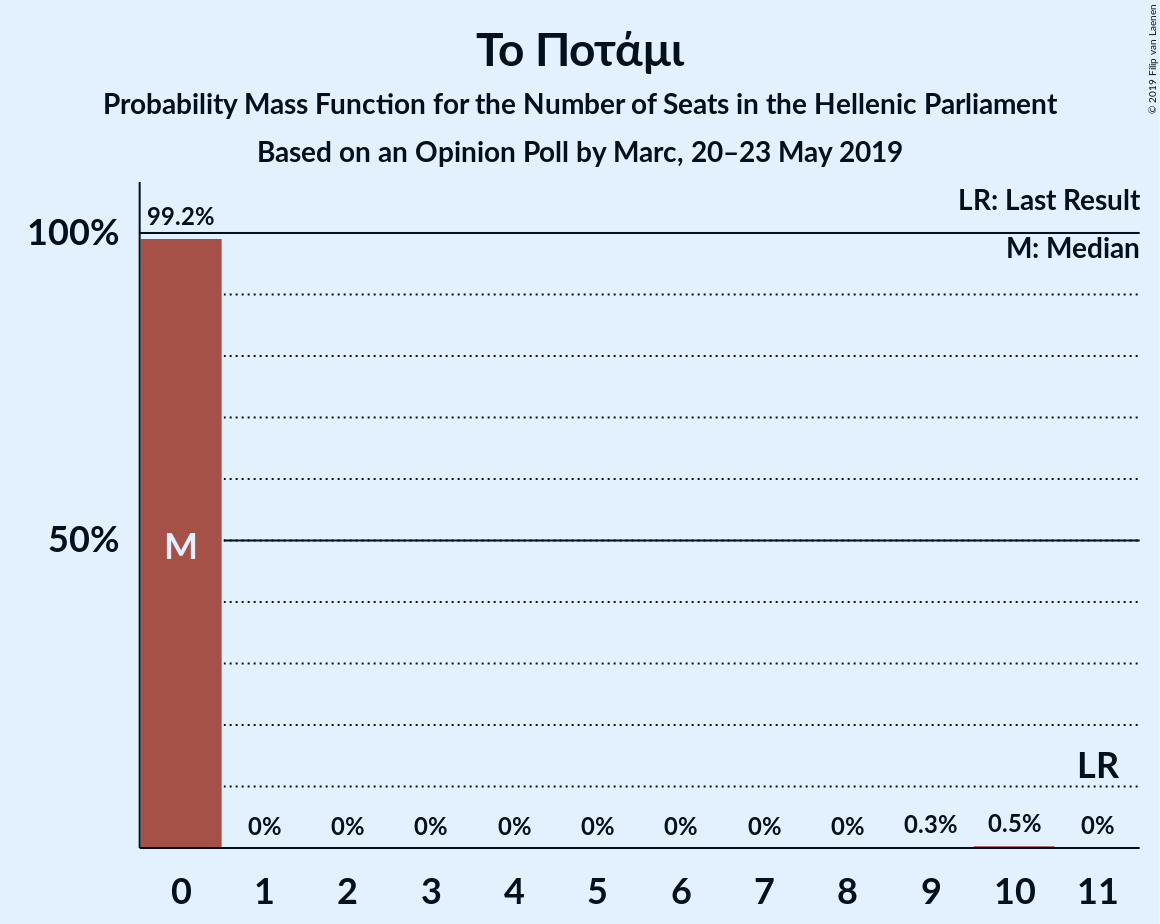 Το Ποτάμι
Probability Mass Function for the Number of Seats in the Hellenic Parliament
Based on an Opinion Poll by Marc, 20–23 May 2019
© 2019 Filip van Laenen
LR: Last Result
M: Median
100%
50%
99.2%
M
0% 0% 0% 0% 0% 0% 0% 0% 0.3% 0.5% 0%
LR
0 1 2 3 4 5 6 7 8 9 10 11